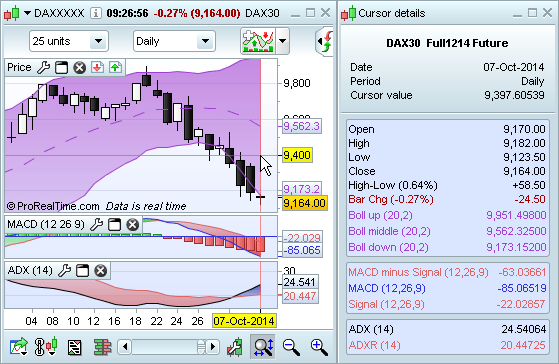 DAXXXXX 09:26:56 -0.27% (9,164.00) DAX30
25 units Daily
Price
9,800
9,600
9,562.3
9,400
9,173.2
9,164.00
© ProRealTime.com Data is real time
MACD (12 26 9)
-22.029
-85.065
ADX (14)
30
24.541
20.447
04 08 12 16 18 22 24 26 07-Oct-2014
Cursor details
DAX30 Full1214 Future
Date 07-Oct-2014
Period Daily
Cursor value 9,397.60539
Open 9,170.00
High 9,182.00
Low 9,123.50
Close 9,164.00
High-Low (0.64%) +58.50
Bar Chg (-0.27%) -24.50
Boll up (20,2) 9,951.49800
Boll middle (20,2) 9,562.32500
Boll down (20,2) 9,173.15200
MACD minus Signal (12,26,9) -63.03661
MACD (12,26,9) -85.06519
Signal (12,26,9) -22.02857
ADX (14) 24.54064
ADXR (14) 20.44725